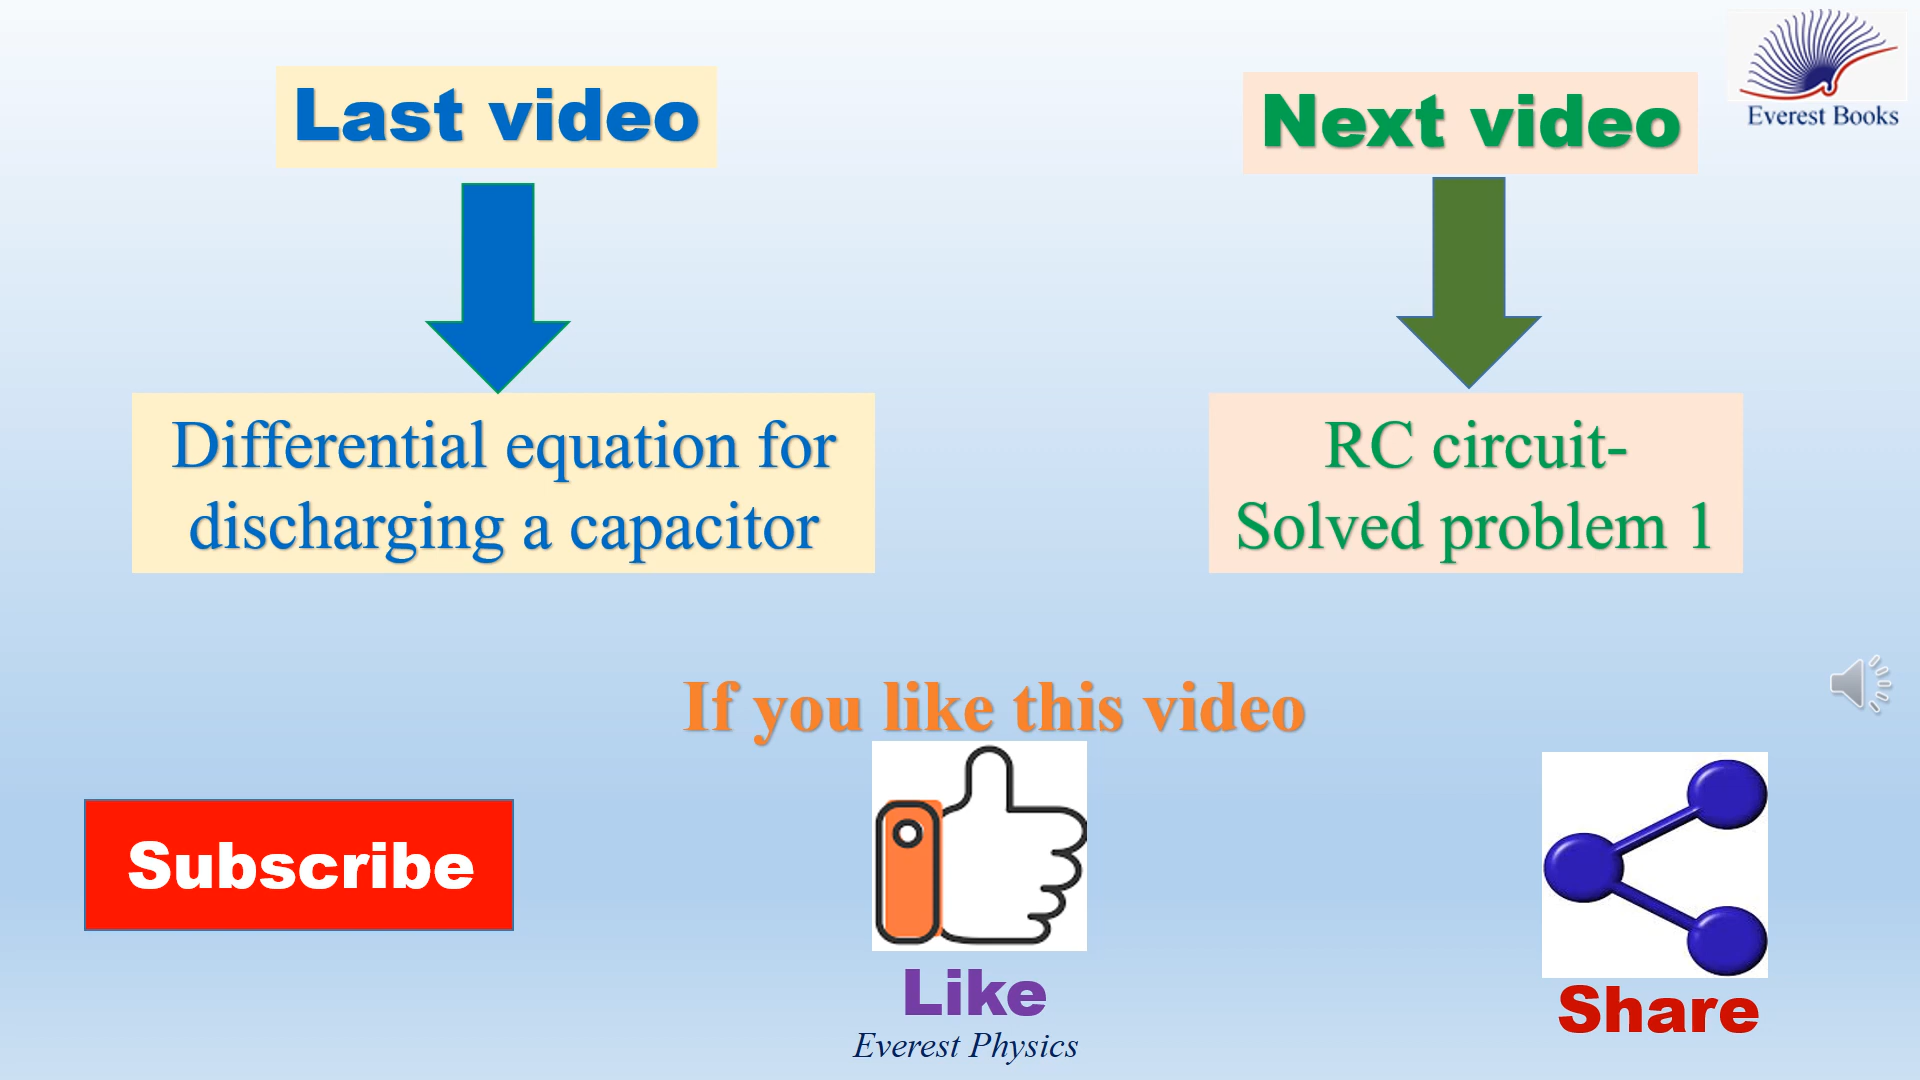 Last video
Next video
Everest Books
Differential equation for
discharging a capacitor
RC circuit-
Solved problem 1
If you like this video
Subscribe
Like
Share
Everest Physics